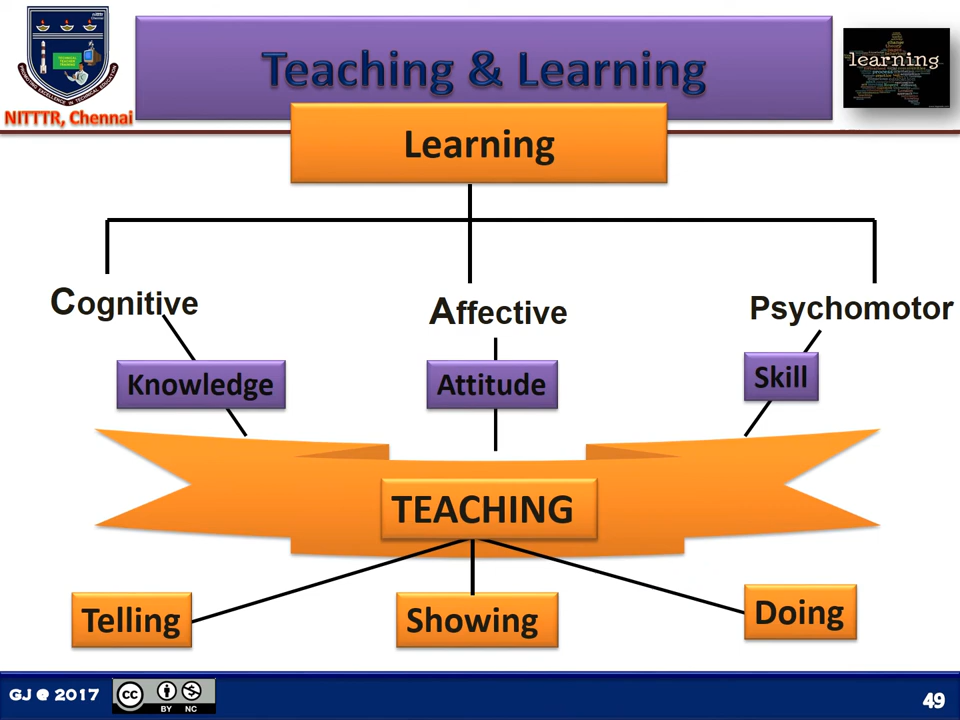 Teaching & Learning
learning
NITTTR, Chennai
Learning
Cognitive
Affective
Psychomotor
Knowledge
Attitude
Skill
TEACHING
Telling
Showing
Doing
GJ @ 2017
cc
BY NC
49